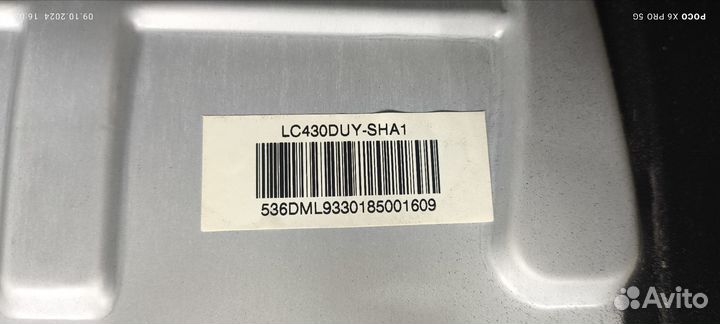 09.10.2024 16:0
POCO X6 PRO 5G
LC430DUY-SHA1
536DML9330185001609
Avito